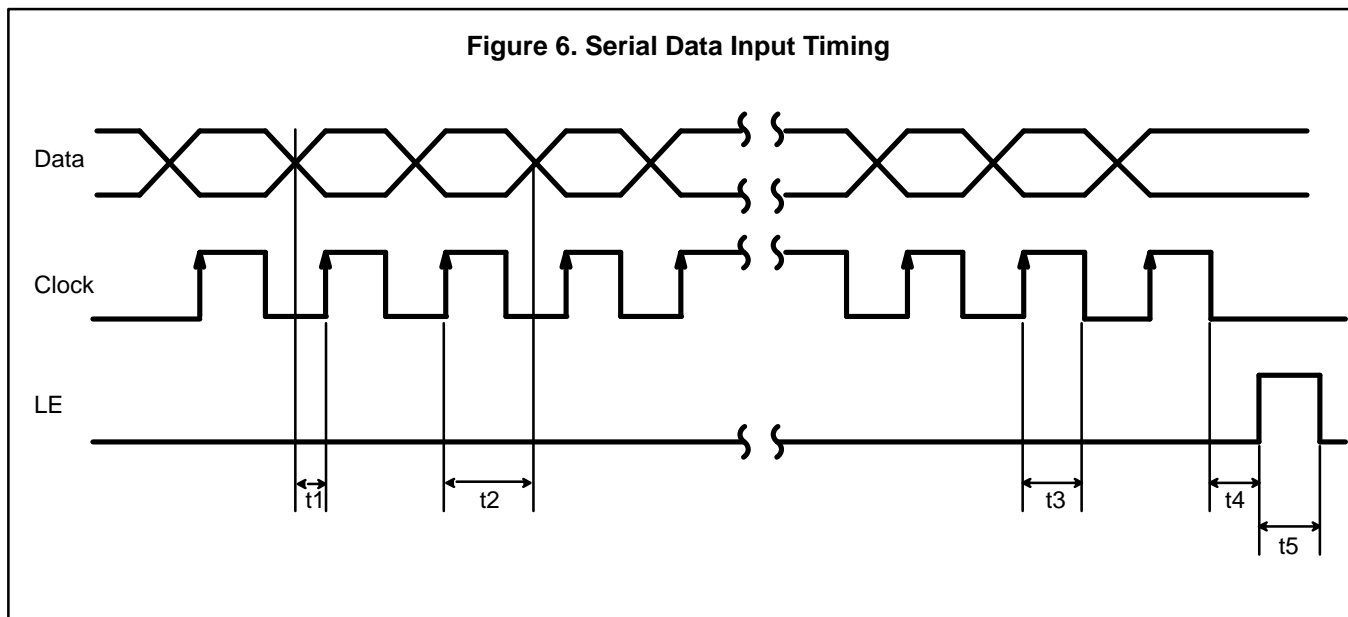 Figure 6. Serial Data Input Timing
Data
Clock
LE
t1
t2
t3
t4
t5